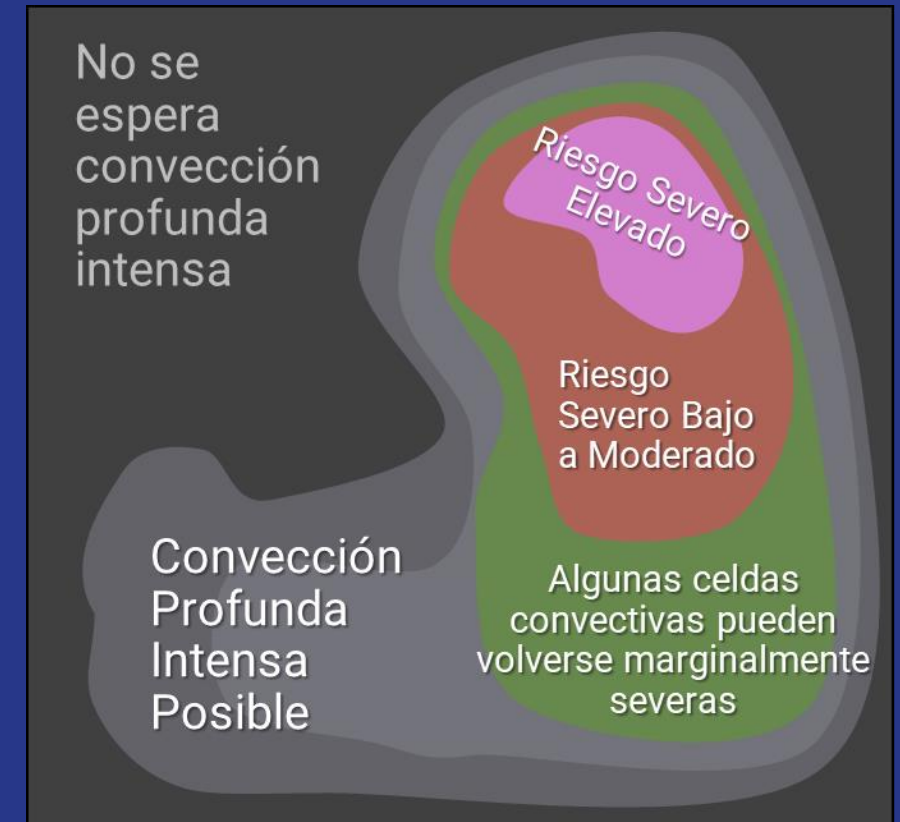 No se
espera
convección
profunda
intensa
Riesgo Severo
Elevado
Riesgo
Severo Bajo
a Moderado
Convección
Profunda
Intensa
Posible
Algunas celdas
convectivas pueden
volverse marginalmente
severas